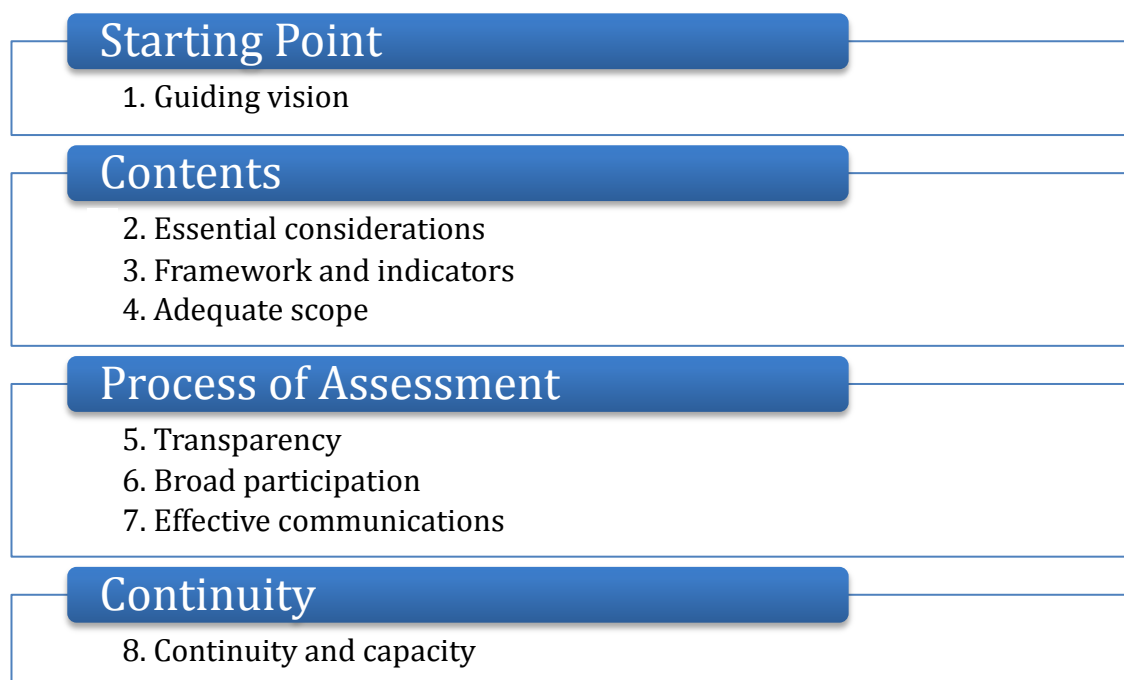 Starting Point
1. Guiding vision
Contents
2. Essential considerations
3. Framework and indicators
4. Adequate scope
Process of Assessment
5. Transparency
6. Broad participation
7. Effective communications
Continuity
8. Continuity and capacity